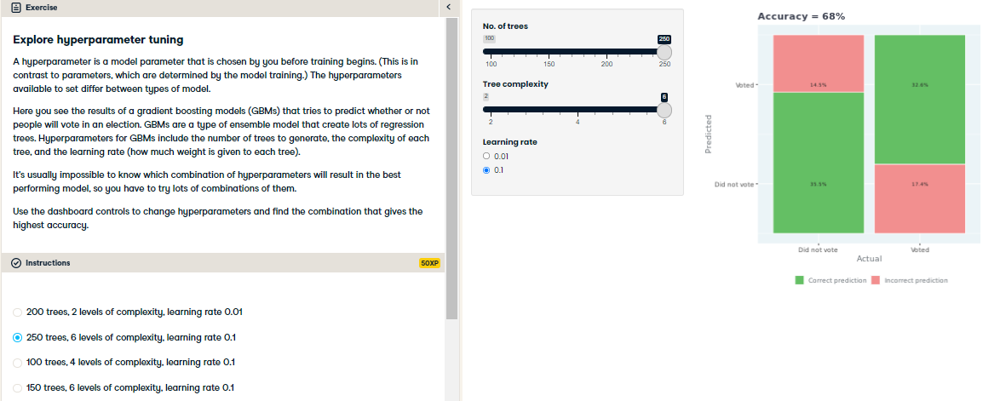 Exercise
Explore hyperparameter tuning
A hyperparameter is a model parameter that is chosen by you before training begins. (This is in
contrast to parameters, which are determined by the model training.) The hyperparameters
available to set differ between types of model.
Here you see the results of a gradient boosting models (GBMs) that tries to predict whether or not
people will vote in an election. GBMs are a type of ensemble model that create lots of regression
trees. Hyperparameters for GBMs include the number of trees to generate, the complexity of each
tree, and the learning rate (how much weight is given to each tree).
It's usually impossible to know which combination of hyperparameters will result in the best
performing model, so you have to try lots of combinations of them.
Use the dashboard controls to change hyperparameters and find the combination that gives the
highest accuracy.
Instructions
50XP
200 trees, 2 levels of complexity, learning rate 0.01
250 trees, 6 levels of complexity, learning rate 0.1
100 trees, 4 levels of complexity, learning rate 0.1
150 trees, 6 levels of complexity, learning rate 0.1
No. of trees
100 250
100 150 200 250
Tree complexity
2 6
2 4 6
Learning rate
0.01
0.1
Accuracy = 68%
Predicted
Voted
14.5% 32.6%
Did not vote
35.5% 17.4%
Did not vote Voted
Actual
Correct prediction Incorrect prediction